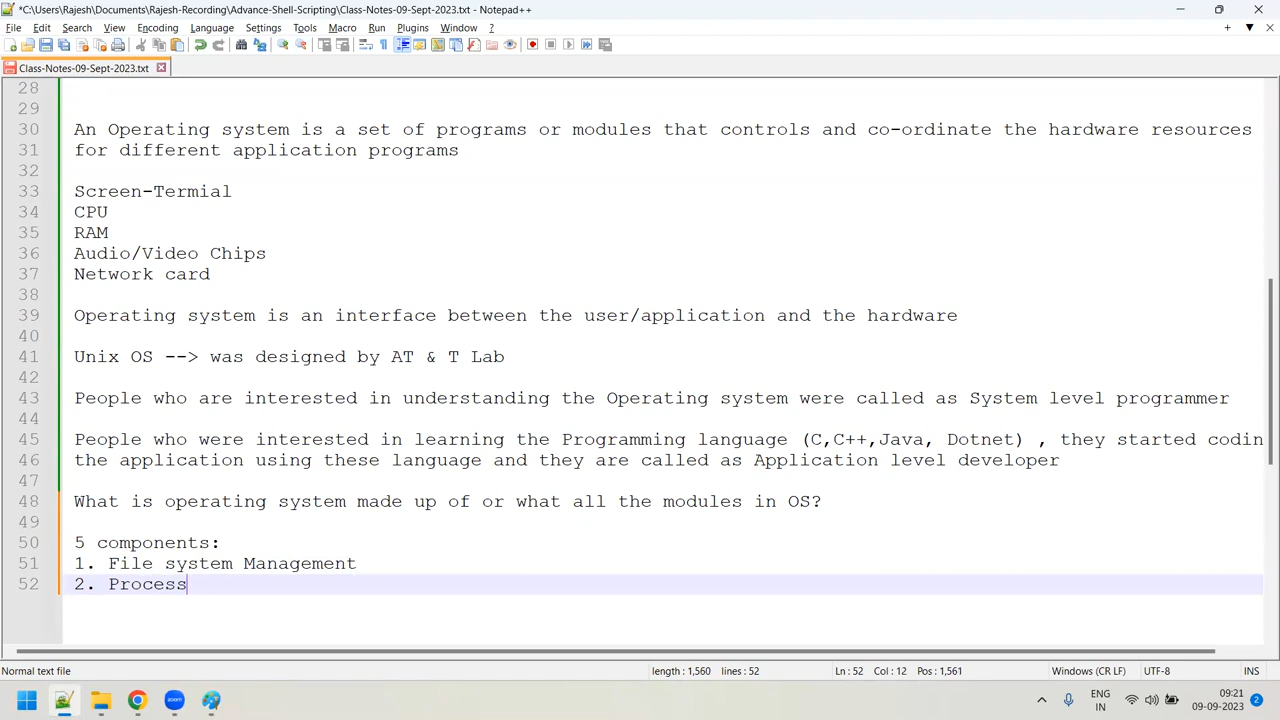 *C:\Users\Rajesh\Documents\Rajesh-Recording\Advance-Shell-Scripting\Class-Notes-09-Sept-2023.txt - Notepad++
File Edit Search View Encoding Language Settings Tools Macro Run Plugins Window ?
Class-Notes-09-Sept-2023.txt
28
29
30 An Operating system is a set of programs or modules that controls and co-ordinate the hardware resources
31 for different application programs
32
33 Screen-Termial
34 CPU
35 RAM
36 Audio/Video Chips
37 Network card
38
39 Operating system is an interface between the user/application and the hardware
40
41 Unix OS --> was designed by AT & T Lab
42
43 People who are interested in understanding the Operating system were called as System level programmer
44
45 People who were interested in learning the Programming language (C,C++,Java, Dotnet) , they started codin
46 the application using these language and they are called as Application level developer
47
48 What is operating system made up of or what all the modules in OS?
49
50 5 components:
51 1. File system Management
52 2. Process
Normal text file length : 1,560 lines : 52 Ln : 52 Col : 12 Pos : 1,561 Windows (CR LF) UTF-8 INS
zoom ENG 09:21
IN 09-09-2023 2